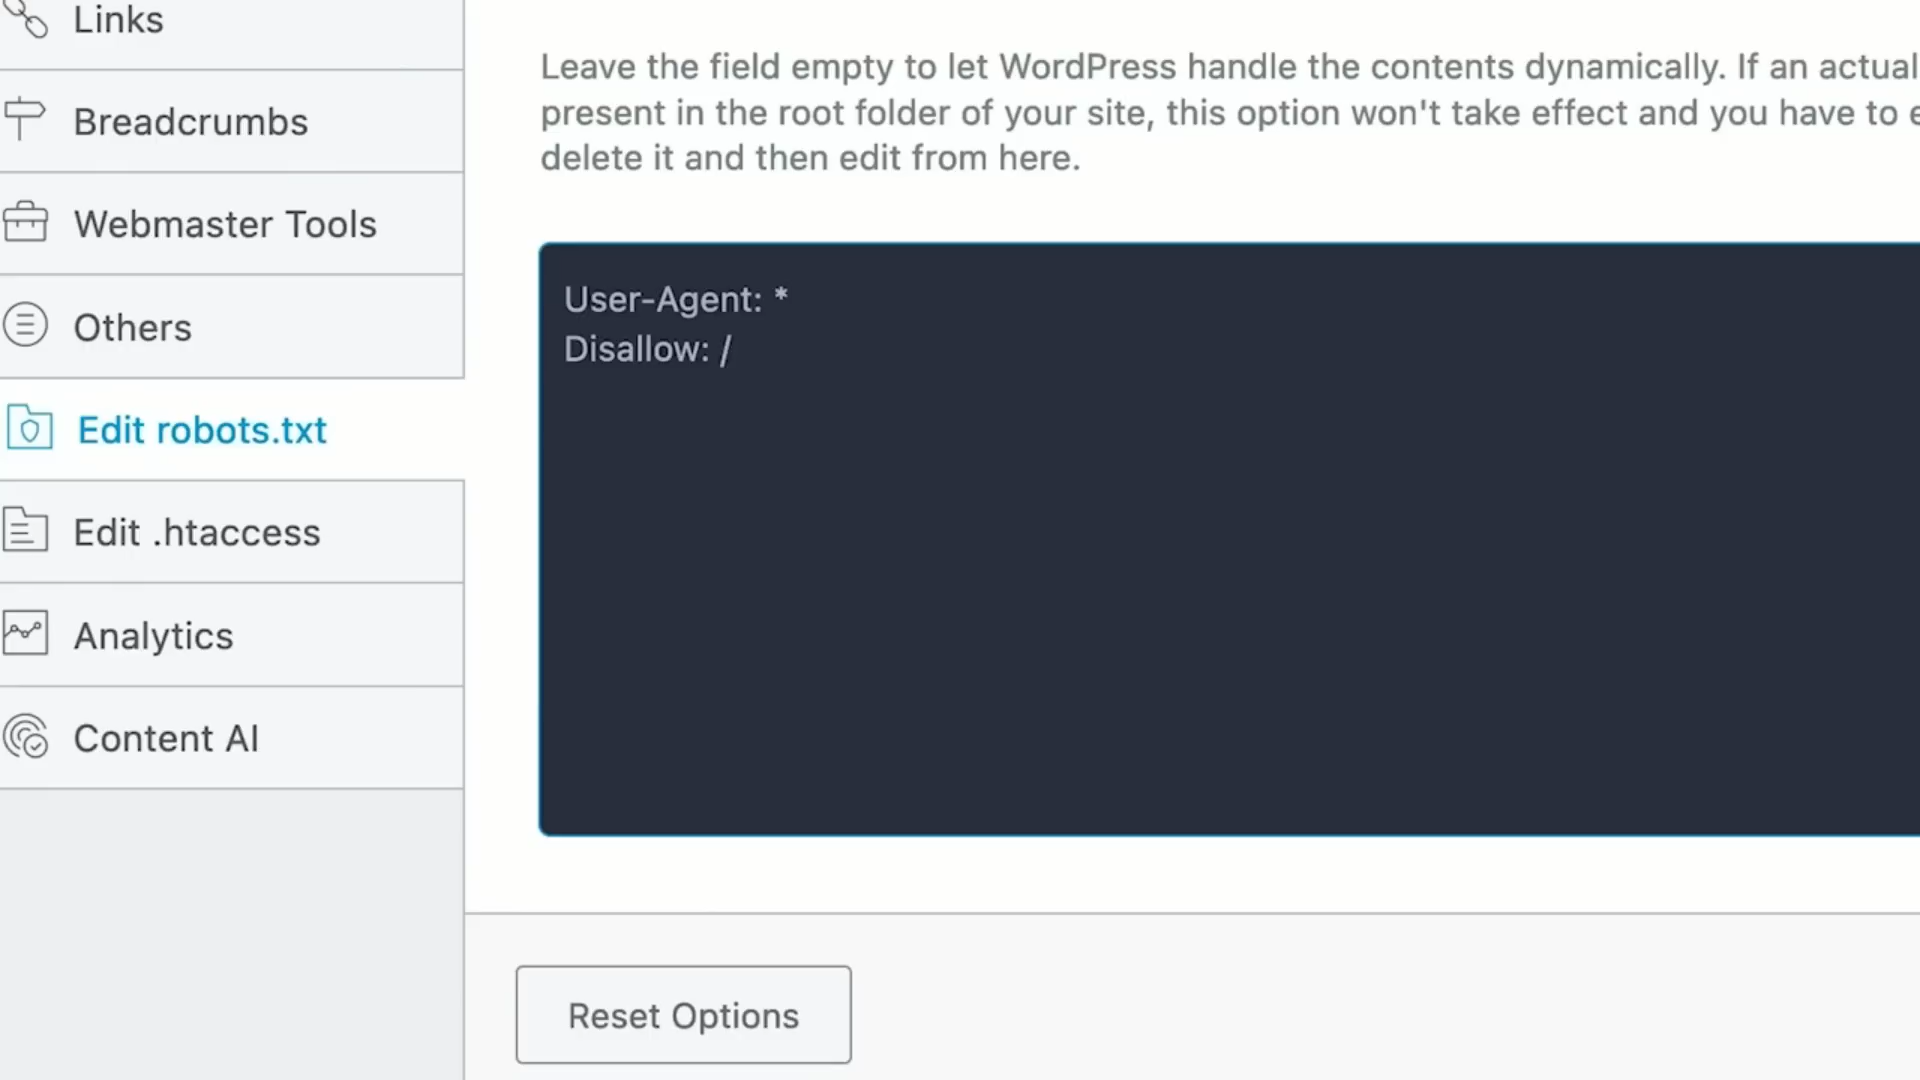 Links
Breadcrumbs
Webmaster Tools
Others
Edit robots.txt
Edit .htaccess
Analytics
Content AI
Leave the field empty to let WordPress handle the contents dynamically. If an actual
present in the root folder of your site, this option won't take effect and you have to
delete it and then edit from here.
User-Agent: *
Disallow: /
Reset Options